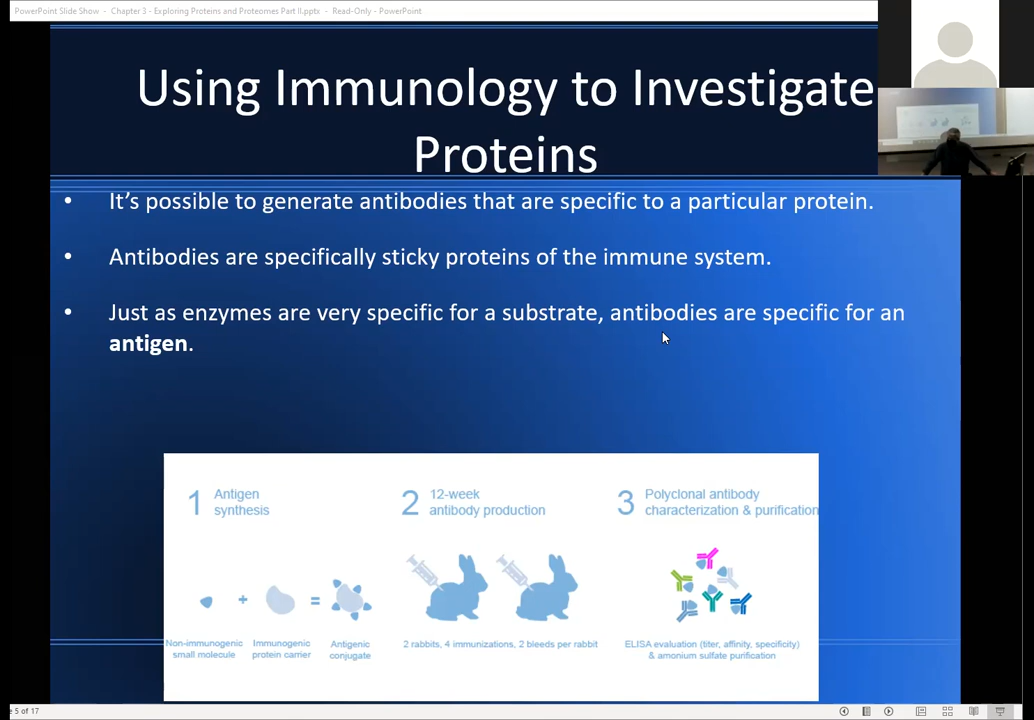 PowerPoint Slide Show - Chapter 3 - Exploring Proteins and Proteomes Part II.pptx - Read-Only - PowerPoint
Using Immunology to Investigate
Proteins
• It’s possible to generate antibodies that are specific to a particular protein.
• Antibodies are specifically sticky proteins of the immune system.
• Just as enzymes are very specific for a substrate, antibodies are specific for an
antigen.
1 Antigen
synthesis
2 12-week
antibody production
3 Polyclonal antibody
characterization & purification
+ =
Non-immunogenic
small molecule
Immunogenic
protein carrier
Antigenic
conjugate
2 rabbits, 4 immunizations, 2 bleeds per rabbit
ELISA evaluation (titer, affinity, specificity)
& amonium sulfate purification
e 5 of 17